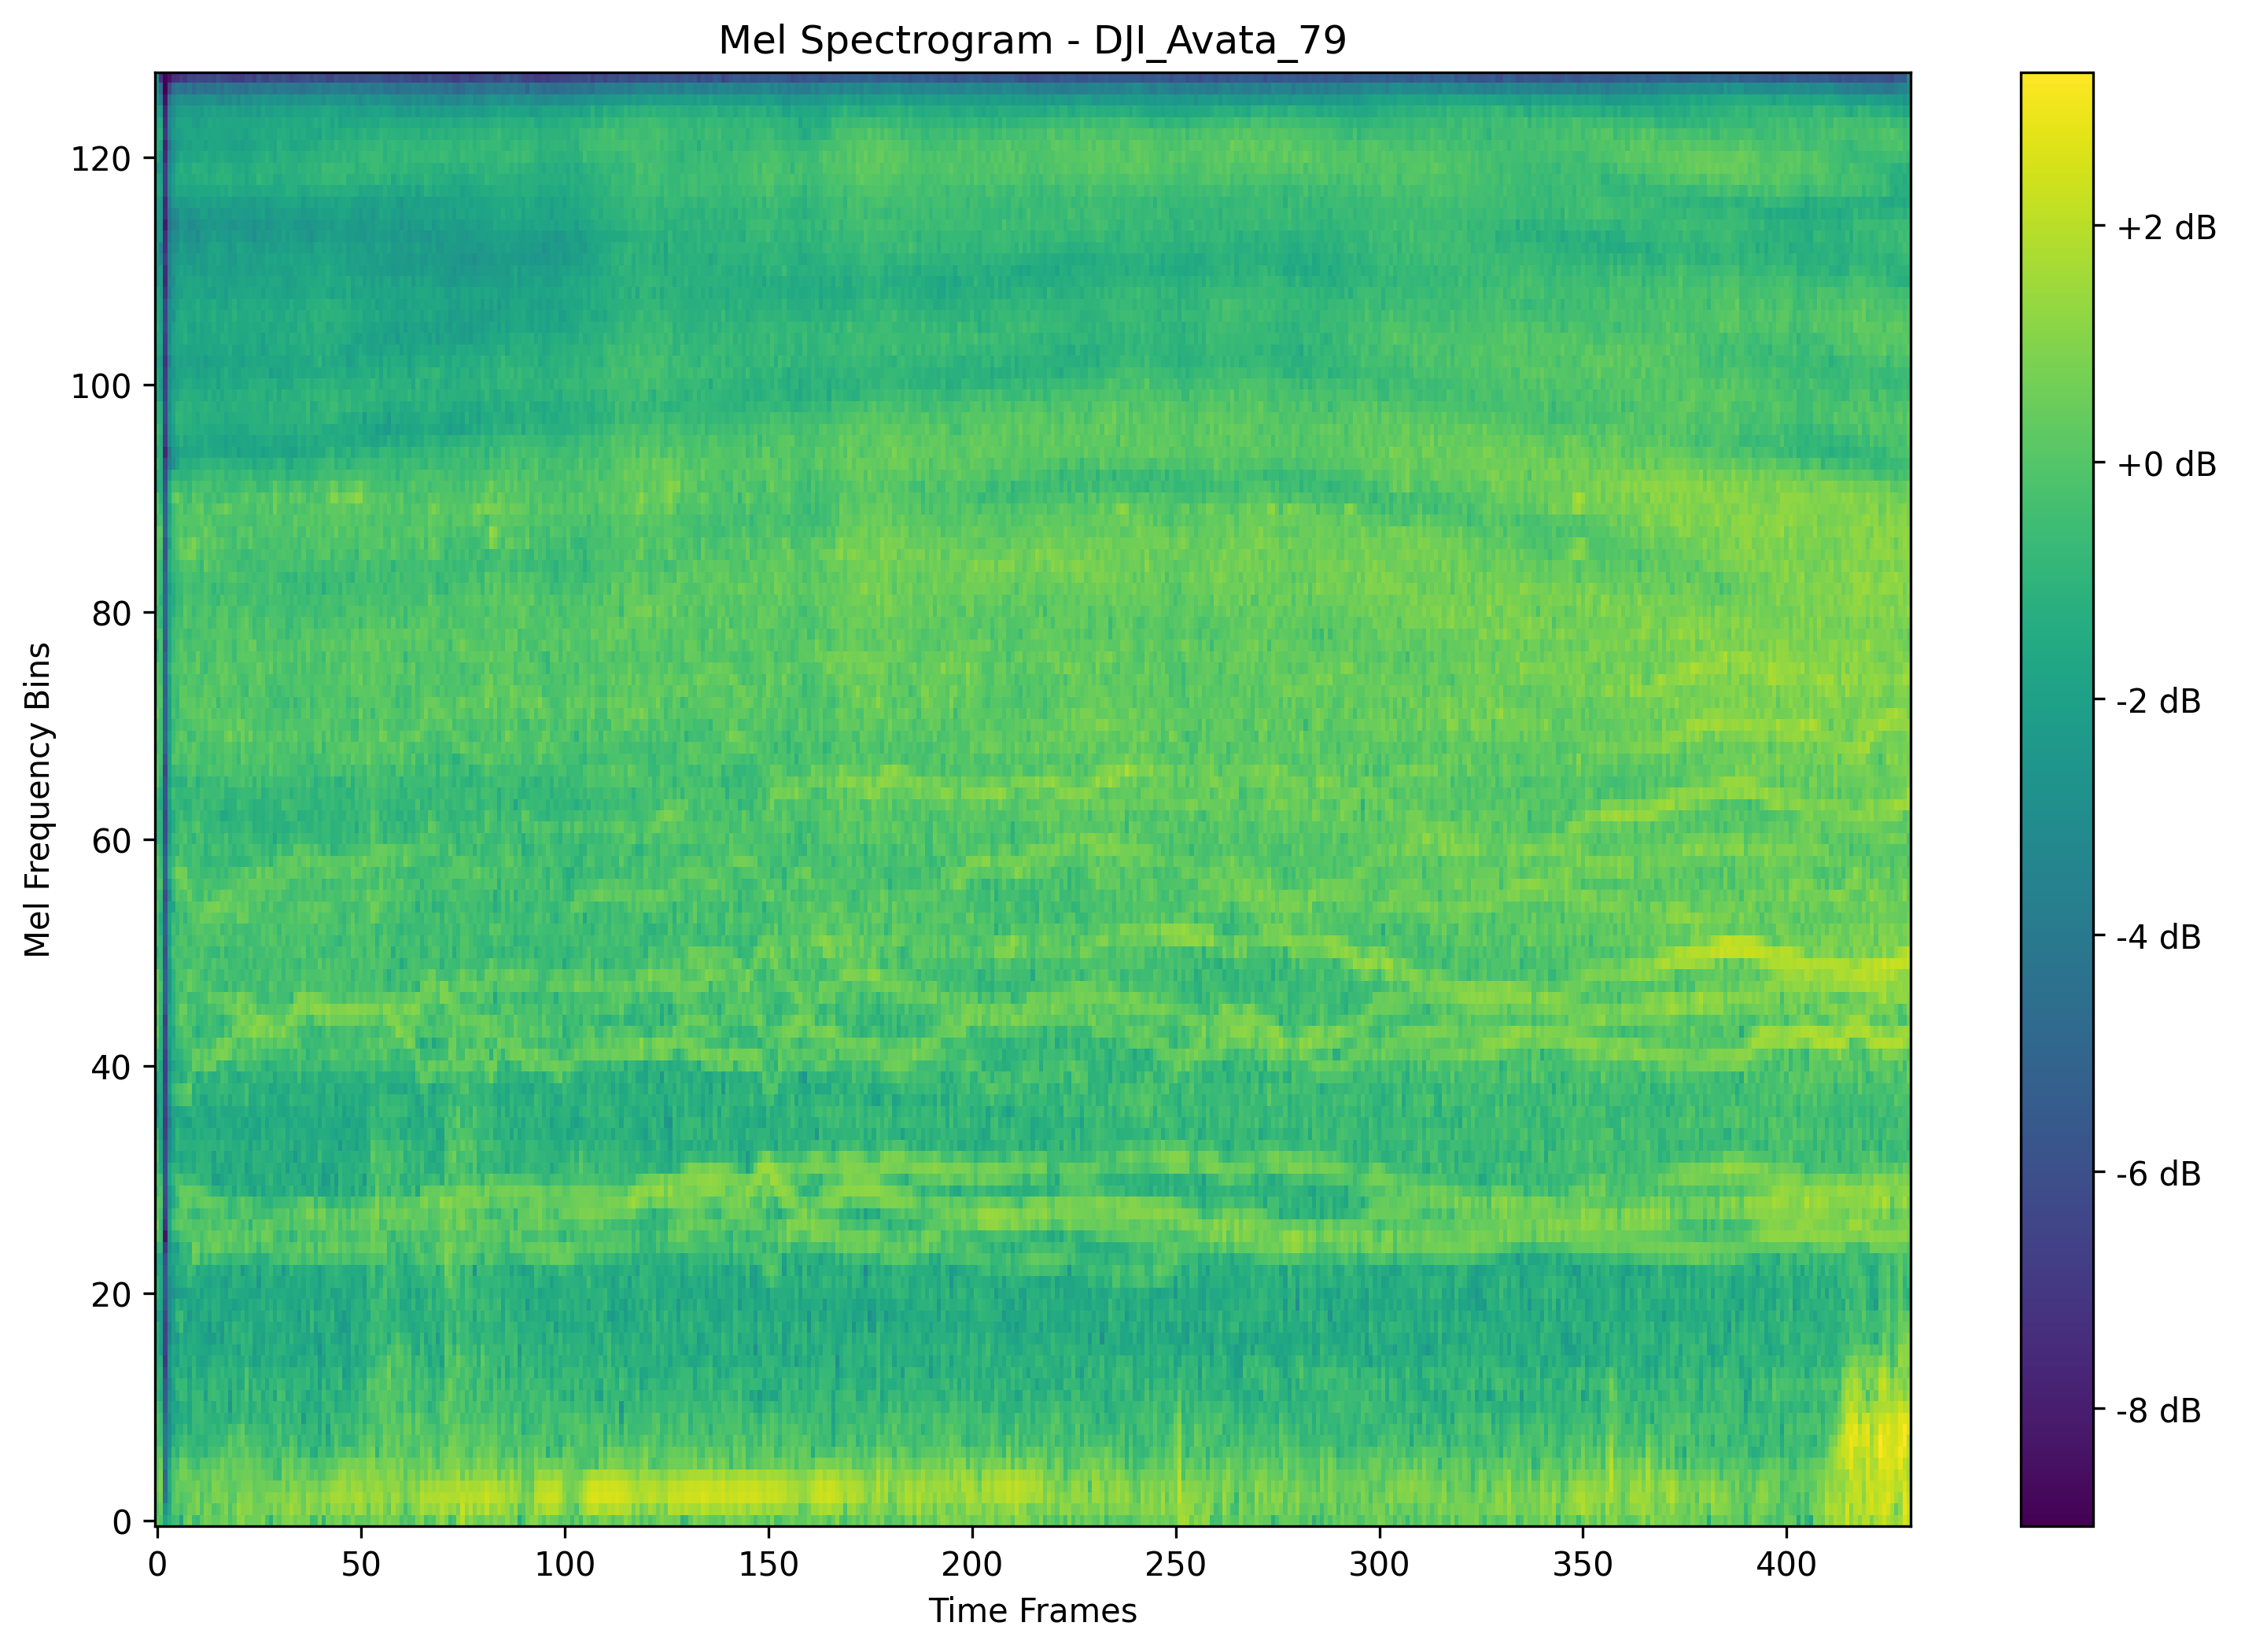 Mel Spectrogram - DJI_Avata_79
Mel Frequency Bins
120
100
80
60
40
20
0
0 50 100 150 200 250 300 350 400
Time Frames
+2 dB
+0 dB
-2 dB
-4 dB
-6 dB
-8 dB